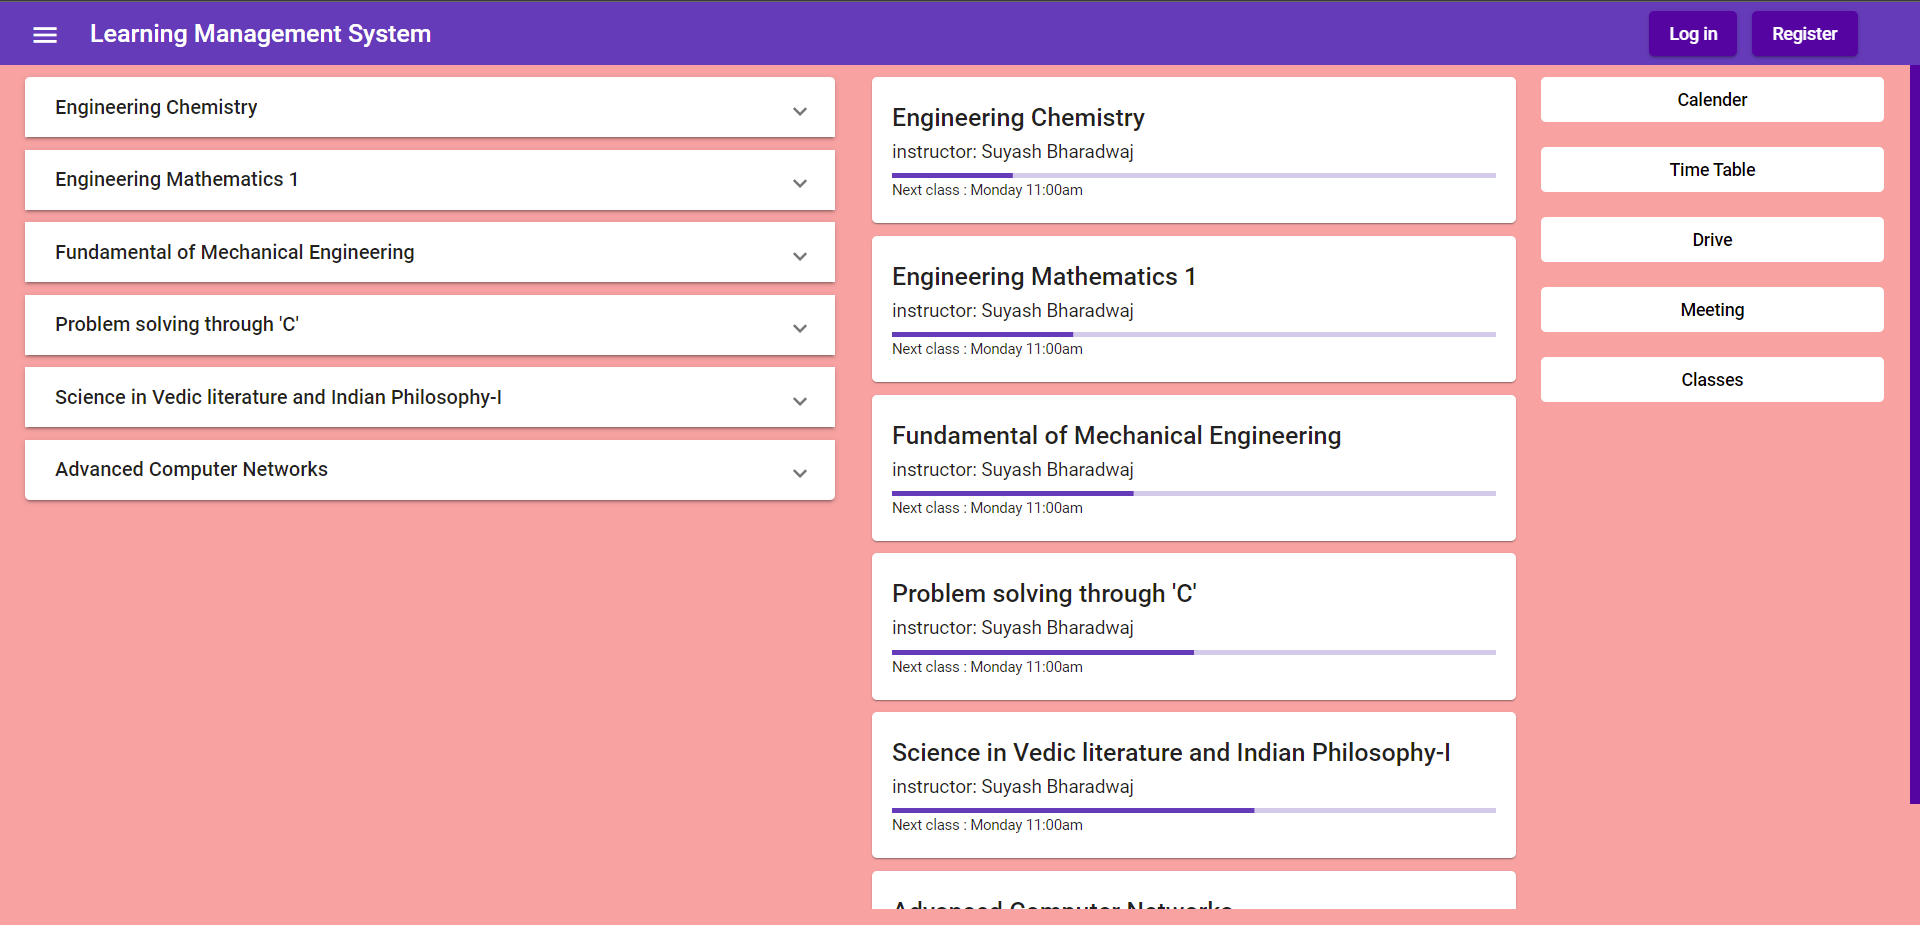 Learning Management System
Log in
Register
Engineering Chemistry
Engineering Mathematics 1
Fundamental of Mechanical Engineering
Problem solving through 'C'
Science in Vedic literature and Indian Philosophy-I
Advanced Computer Networks
Engineering Chemistry
instructor: Suyash Bharadwaj
Next class : Monday 11:00am
Engineering Mathematics 1
instructor: Suyash Bharadwaj
Next class : Monday 11:00am
Fundamental of Mechanical Engineering
instructor: Suyash Bharadwaj
Next class : Monday 11:00am
Problem solving through 'C'
instructor: Suyash Bharadwaj
Next class : Monday 11:00am
Science in Vedic literature and Indian Philosophy-I
instructor: Suyash Bharadwaj
Next class : Monday 11:00am
Advanced Computer Networks
Calender
Time Table
Drive
Meeting
Classes